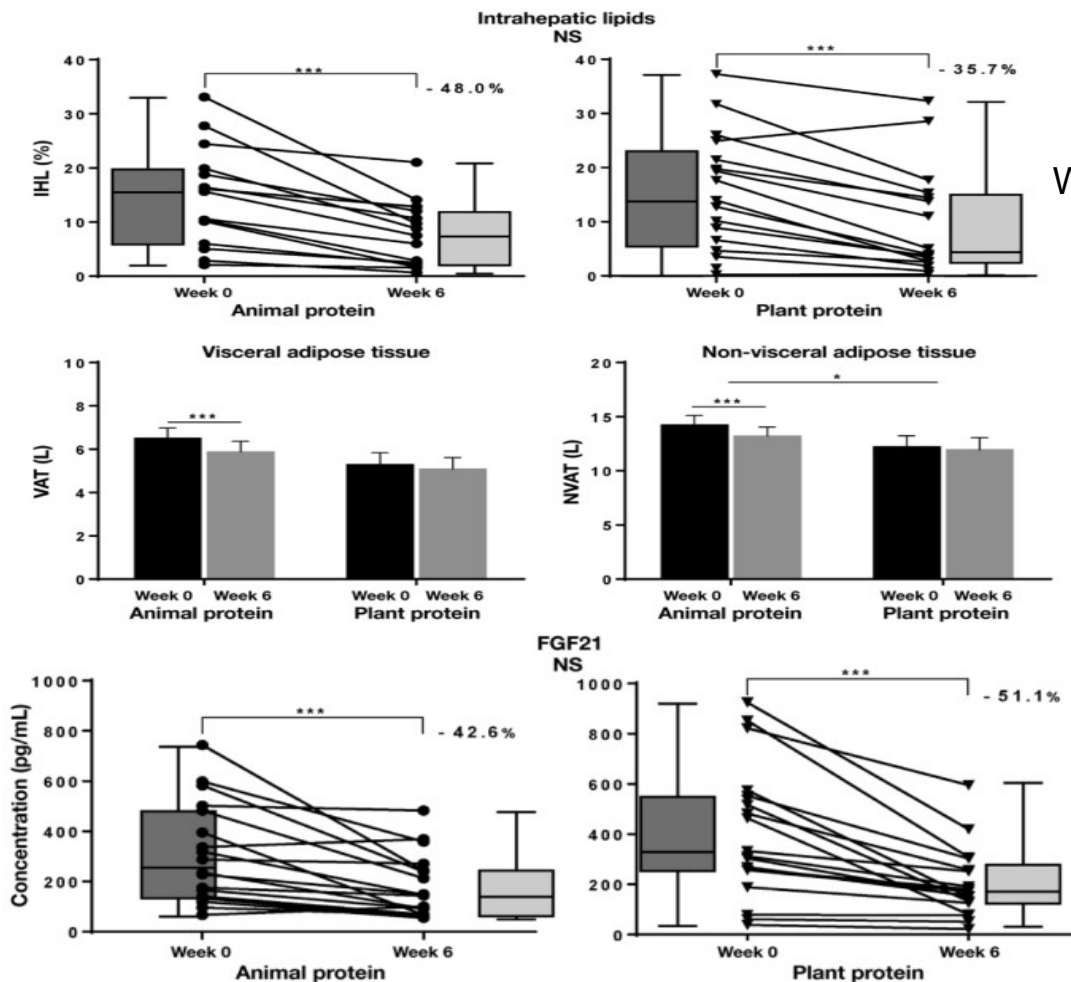 Intrahepatic lipids
NS
*** - 48.0%
*** - 35.7%
40
30
20
10
0
IHL (%)
Week 0 Week 6
Animal protein
40
30
20
10
0
Week 0 Week 6
Plant protein
W
Visceral adipose tissue
10
8
6
4
2
0
VAT (L)
***
Week 0 Week 6 Week 0 Week 6
Animal protein Plant protein
Non-visceral adipose tissue
20
15
10
5
0
NVAT (L)
*
***
Week 0 Week 6 Week 0 Week 6
Animal protein Plant protein
FGF21
NS
1000
800
600
400
200
0
Concentration (pg/mL)
*** - 42.6%
Week 0 Week 6
Animal protein
1000
800
600
400
200
0
*** - 51.1%
Week 0 Week 6
Plant protein